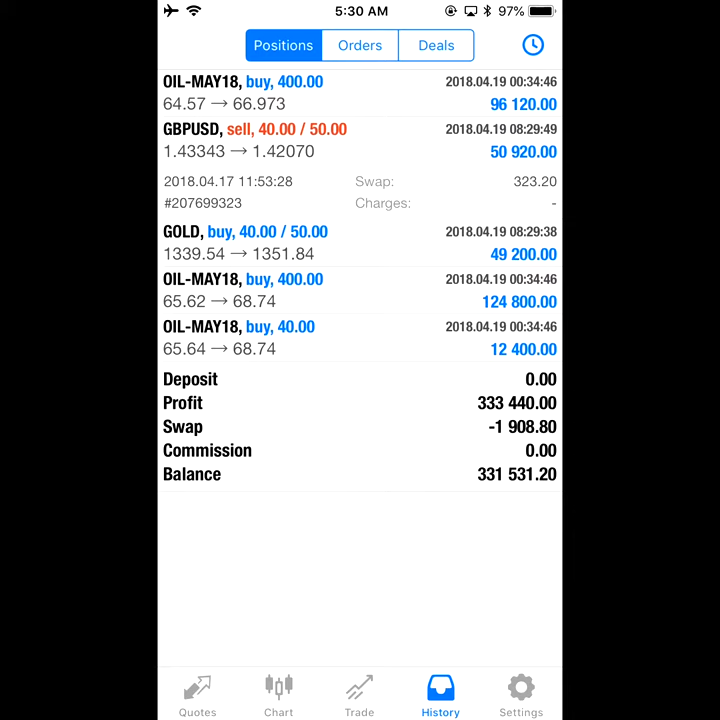 5:30 AM 97%
Positions Orders Deals
OIL-MAY18, buy, 400.00 2018.04.19 00:34:46
64.57 → 66.973 96 120.00
GBPUSD, sell, 40.00 / 50.00 2018.04.19 08:29:49
1.43343 → 1.42070 50 920.00
2018.04.17 11:53:28 Swap: 323.20
#207699323 Charges: -
GOLD, buy, 40.00 / 50.00 2018.04.19 08:29:38
1339.54 → 1351.84 49 200.00
OIL-MAY18, buy, 400.00 2018.04.19 00:34:46
65.62 → 68.74 124 800.00
OIL-MAY18, buy, 40.00 2018.04.19 00:34:46
65.64 → 68.74 12 400.00
Deposit 0.00
Profit 333 440.00
Swap -1 908.80
Commission 0.00
Balance 331 531.20
Quotes Chart Trade History Settings